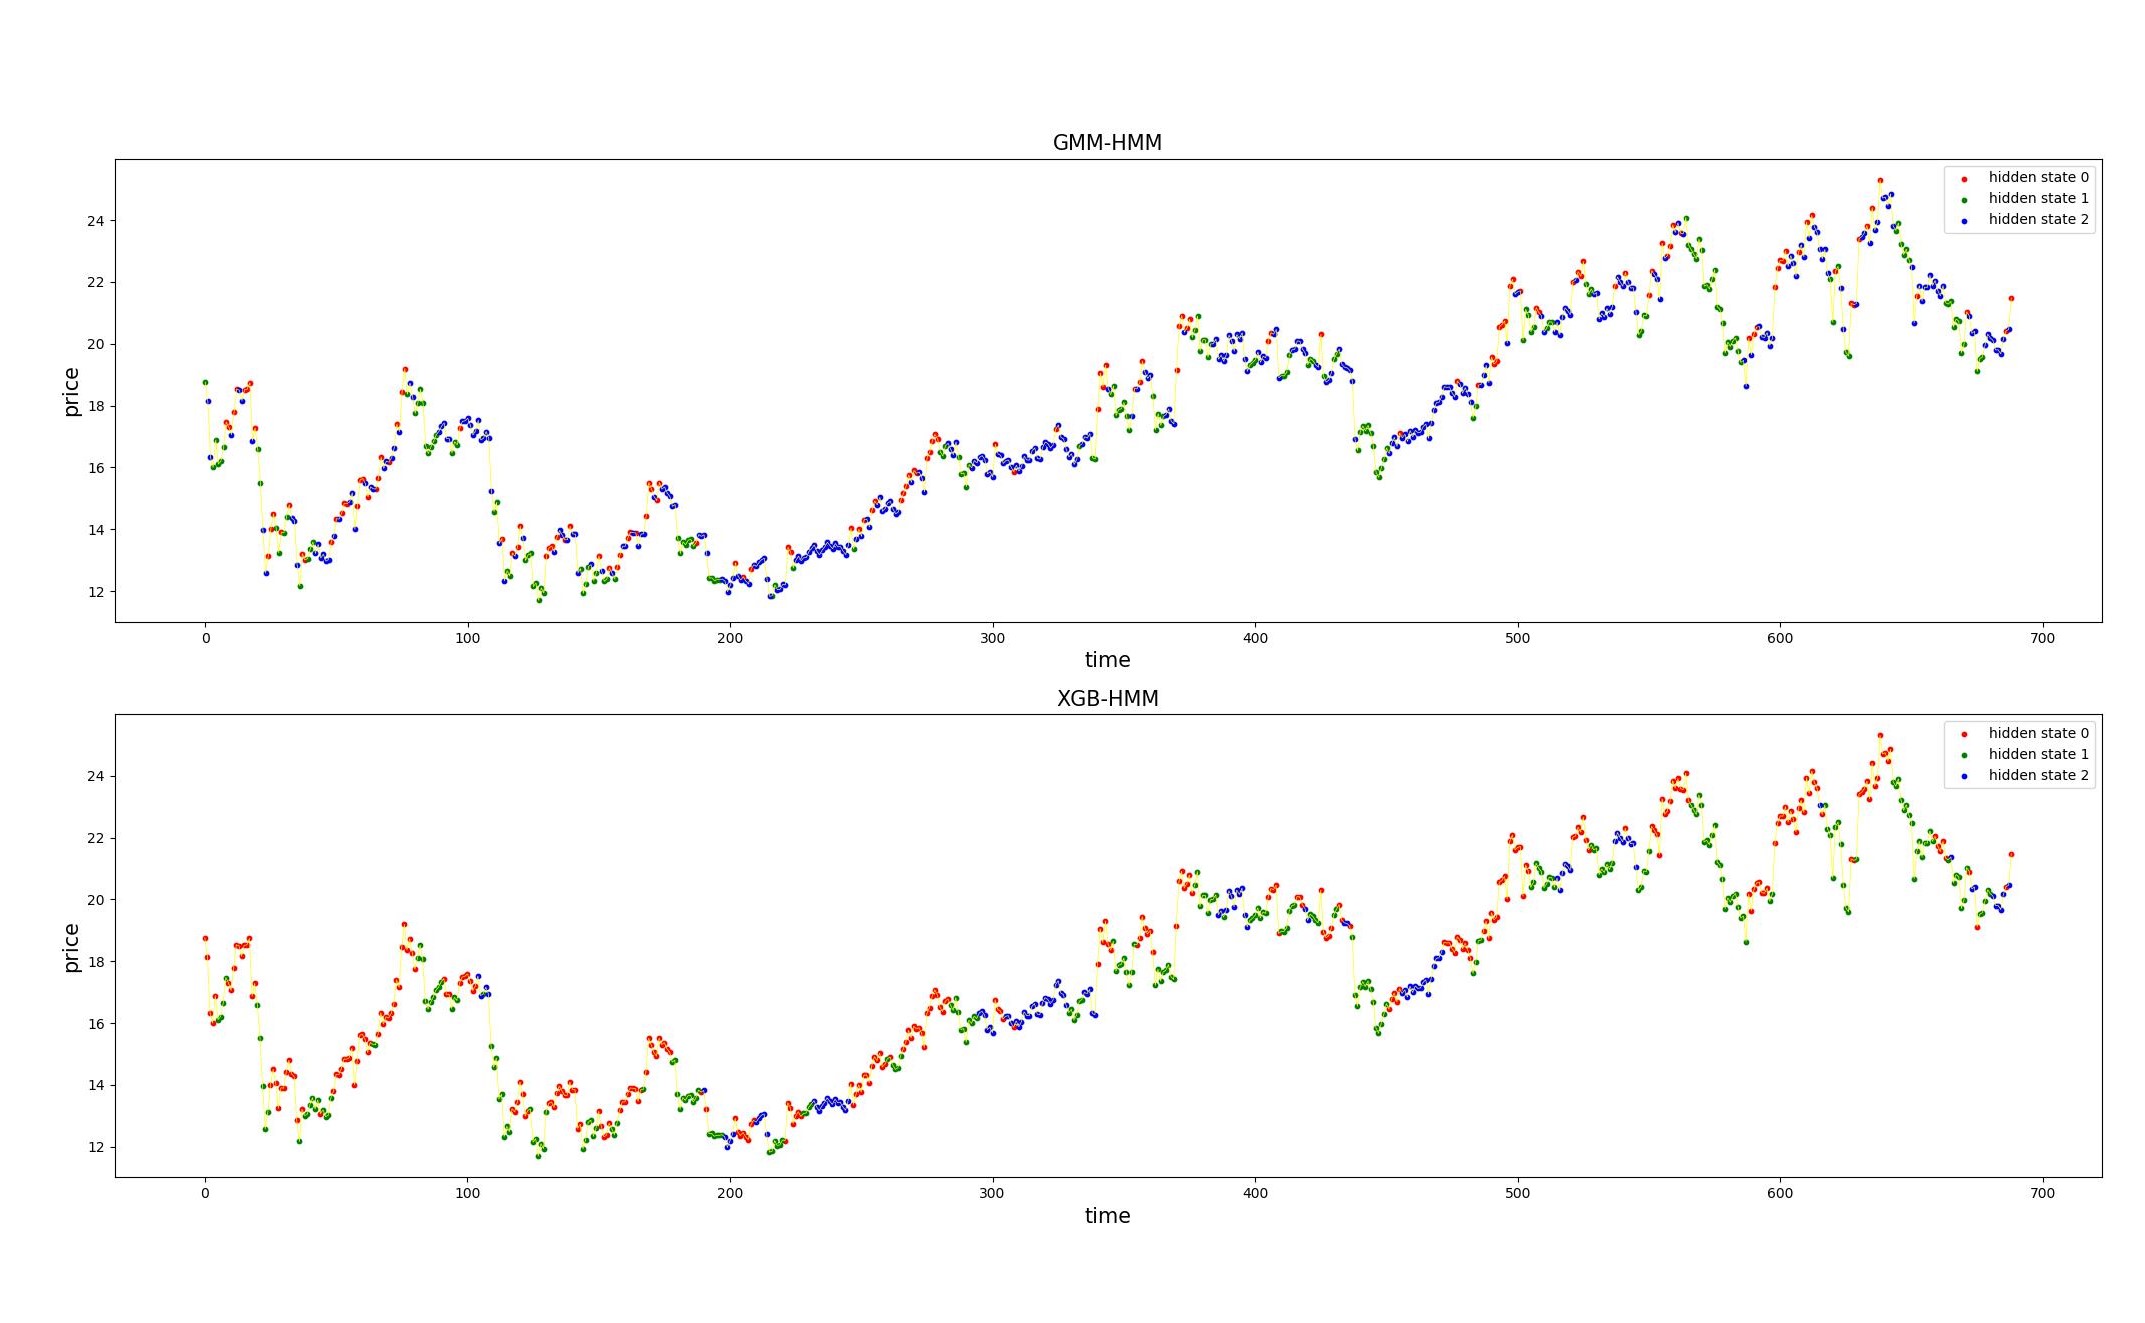 GMM-HMM
hidden state 0
hidden state 1
hidden state 2
price
24
22
20
18
16
14
12
0 100 200 300 400 500 600 700
time
XGB-HMM
hidden state 0
hidden state 1
hidden state 2
price
24
22
20
18
16
14
12
0 100 200 300 400 500 600 700
time